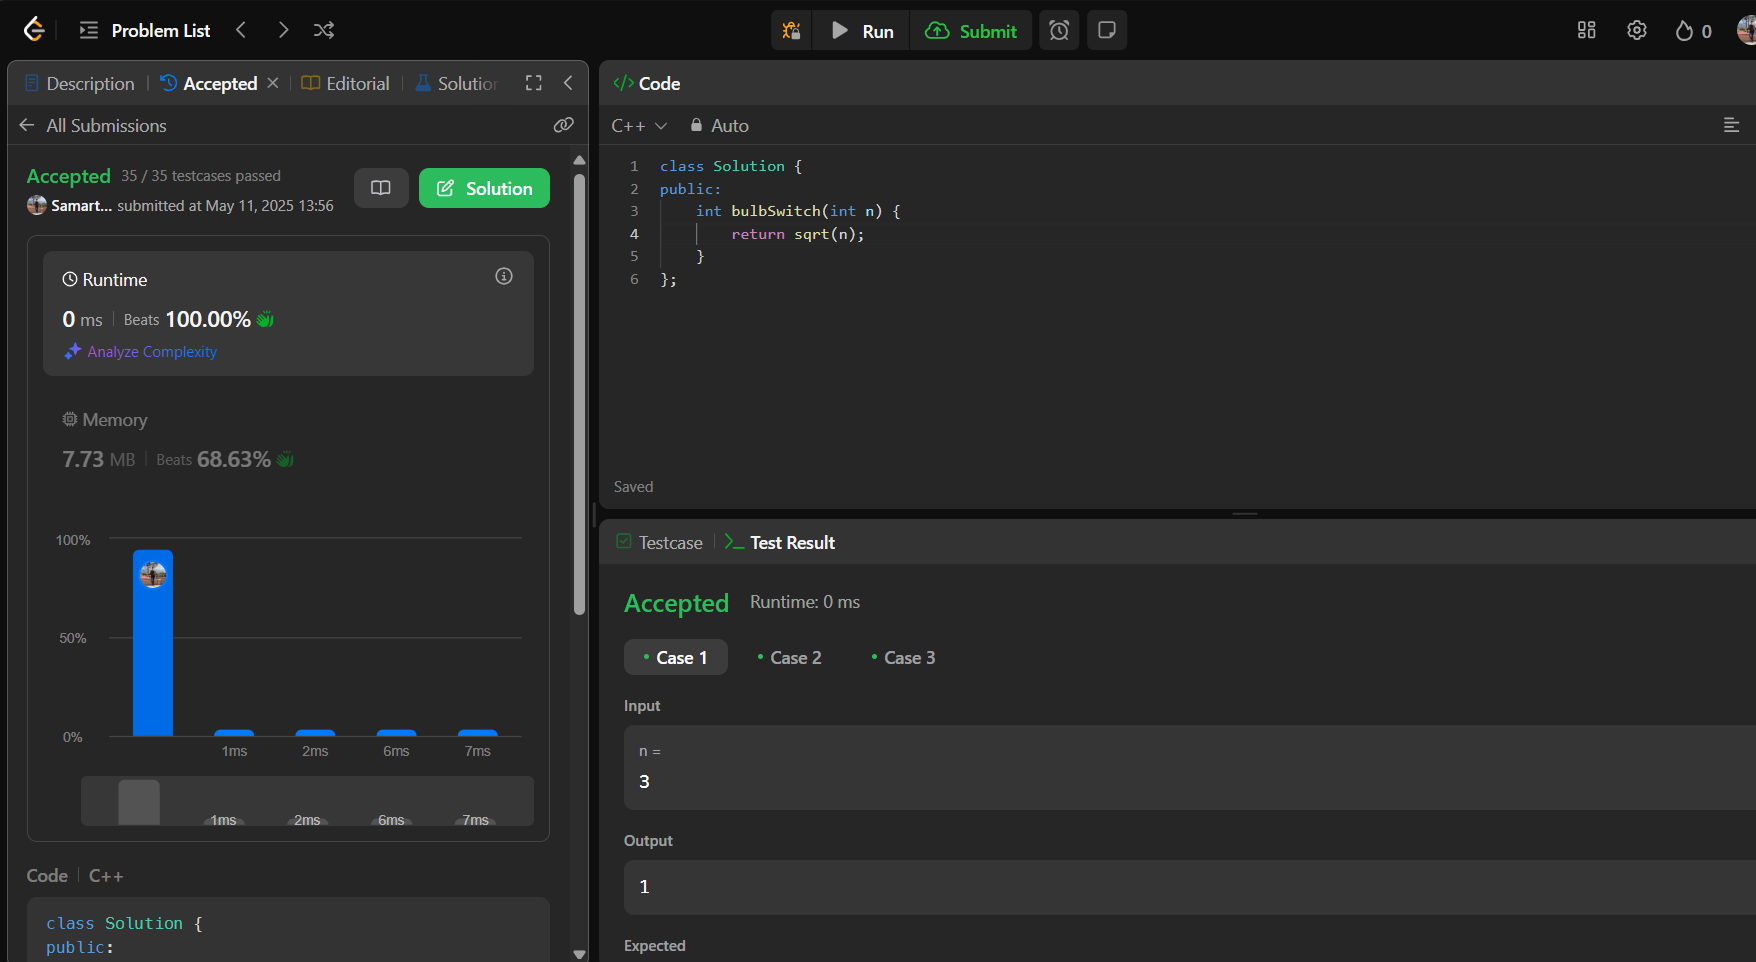 Problem List
Run
Submit
0
Description
Accepted
Editorial
Solution
All Submissions
Accepted 35 / 35 testcases passed
Samart... submitted at May 11, 2025 13:56
Solution
Runtime
0 ms Beats 100.00%
Analyze Complexity
Memory
7.73 MB Beats 68.63%
100%
50%
0%
1ms 2ms 6ms 7ms
1ms 2ms 6ms 7ms
Code C++
class Solution {
public:
</> Code
C++ Auto
1 class Solution {
2 public:
3 int bulbSwitch(int n) {
4 return sqrt(n);
5 }
6 };
Saved
Testcase
>_ Test Result
Accepted Runtime: 0 ms
Case 1 Case 2 Case 3
Input
n =
3
Output
1
Expected